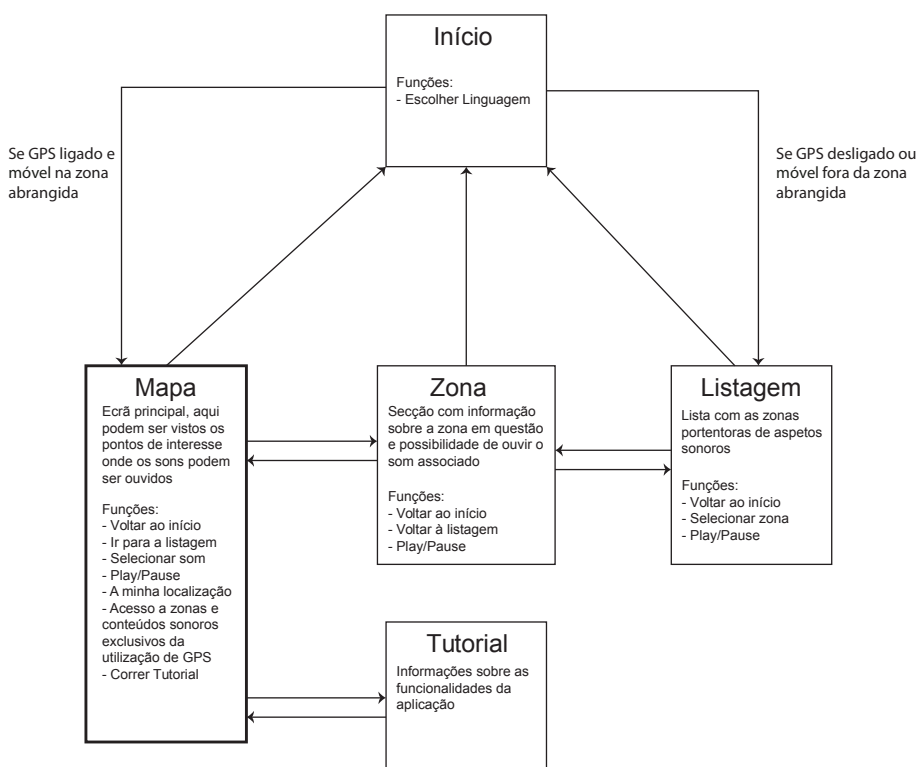 Início
Funções:
- Escolher Linguagem
Se GPS ligado e
móvel na zona
abrangida
Se GPS desligado ou
móvel fora da zona
abrangida
Mapa
Ecrã principal, aqui
podem ser vistos os
pontos de interesse
onde os sons podem
ser ouvidos
Funções:
- Voltar ao início
- Ir para a listagem
- Selecionar som
- Play/Pause
- A minha localização
- Acesso a zonas e
conteúdos sonoros
exclusivos da
utilização de GPS
- Correr Tutorial
Zona
Secção com informação
sobre a zona em questão
e possibilidade de ouvir o
som associado
Funções:
- Voltar ao início
- Voltar à listagem
- Play/Pause
Listagem
Lista com as zonas
portentoras de aspetos
sonoros
Funções:
- Voltar ao início
- Selecionar zona
- Play/Pause
Tutorial
Informações sobre as
funcionalidades da
aplicação